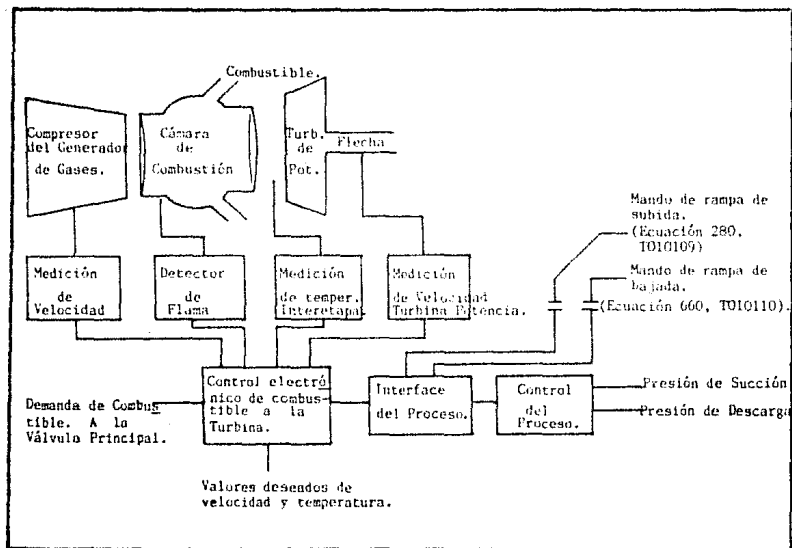 Combustible.
Compresor
del Generador
de Gases.
Cámara
de
Combustión
Turb.
de
Pot.
Flecha
Mando de rampa de
subida.
(Ecuación 280,
TO10109)
Mando de rampa de
bajada.
(Ecuación 660, TO10110).
Medición
de
Velocidad
Detector
de
Flama
Medición
de temper.
Interetapa.
Medición
de Velocidad
Turbina Potencia.
Control electró
nico de combus-
tible a la
Turbina.
Interface
del Proceso.
Control
del
Proceso.
Presión de Succión
Presión de Descarga
Demanda de Combus
tible. A la
Válvulo Principal.
Valores deseados de
velocidad y temperatura.